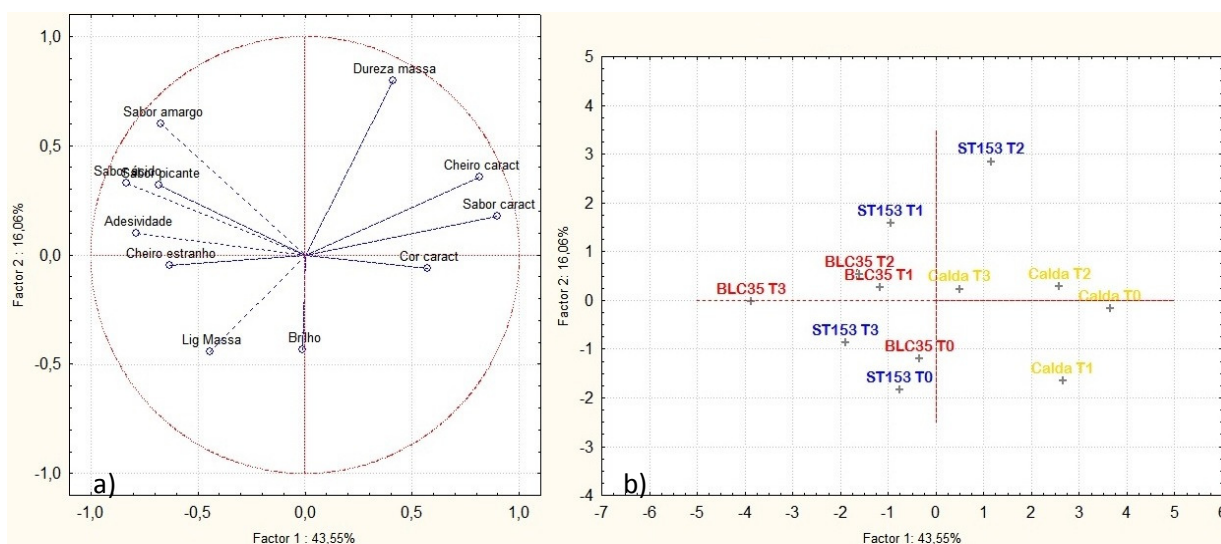 1,0
0,5
0,0
-0,5
-1,0
Factor 2 : 16,06%
Dureza massa
Sabor amargo
Cheiro caract
Sabor ácido
Sabor picante
Sabor caract
Adesividade
Cheiro estranho
Cor caract
Lig Massa
Brilho
a)
-1,0 -0,5 0,0 0,5 1,0
Factor 1 : 43,55%
5
4
3
2
1
0
-1
-2
-3
-4
Factor 2: 16,06%
ST153 T2
ST153 T1
BLC35 T2
BLC35 T1
Calda T3
Calda T2
BLC35 T3
Calda T0
ST153 T3
BLC35 T0
ST153 T0
Calda T1
b)
-7 -6 -5 -4 -3 -2 -1 0 1 2 3 4 5 6
Factor 1: 43,55%